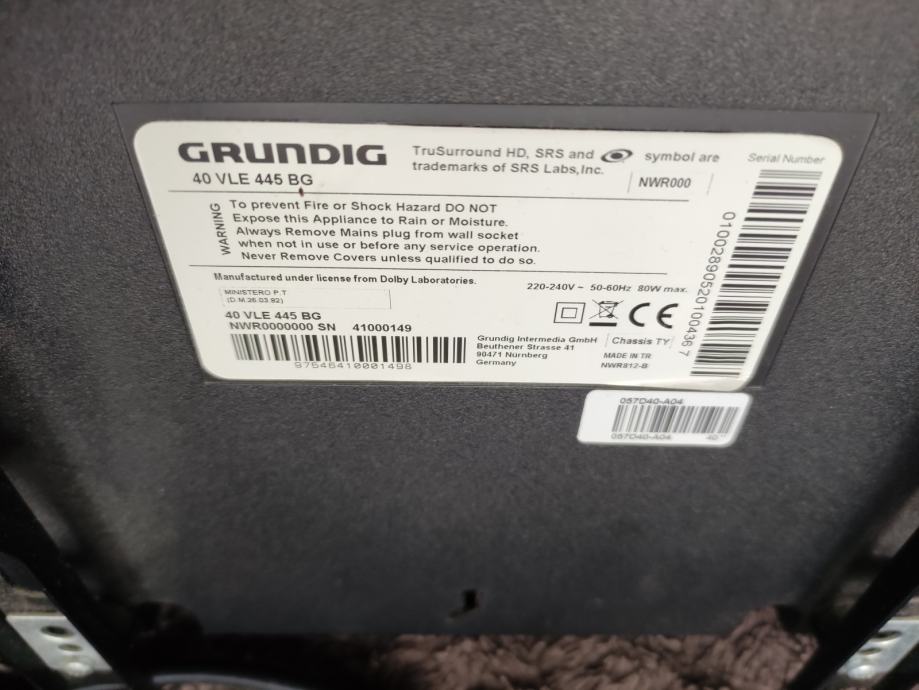 GRUNDIG
40 VLE 445 BG
TruSurround HD, SRS and symbol are
trademarks of SRS Labs,Inc.
NWR000
Serial Number
WARNING
To prevent Fire or Shock Hazard DO NOT
Expose this Appliance to Rain or Moisture.
Always Remove Mains plug from wall socket
when not in use or before any service operation.
Never Remove Covers unless qualified to do so.
Manufactured under license from Dolby Laboratories.
MINISTERO P.T
(D.M.26.03.92)
220-240V ~ 50-60Hz 80W max.
CE
40 VLE 445 BG
NWR0000000 SN 41000149
97546410001498
Grundig Intermedia GmbH
Beuthener Strasse 41
90471 Nürnberg
Germany
Chassis TY
MADE IN TR
NWR812-B
057D40-A04
057D40-A04 40"